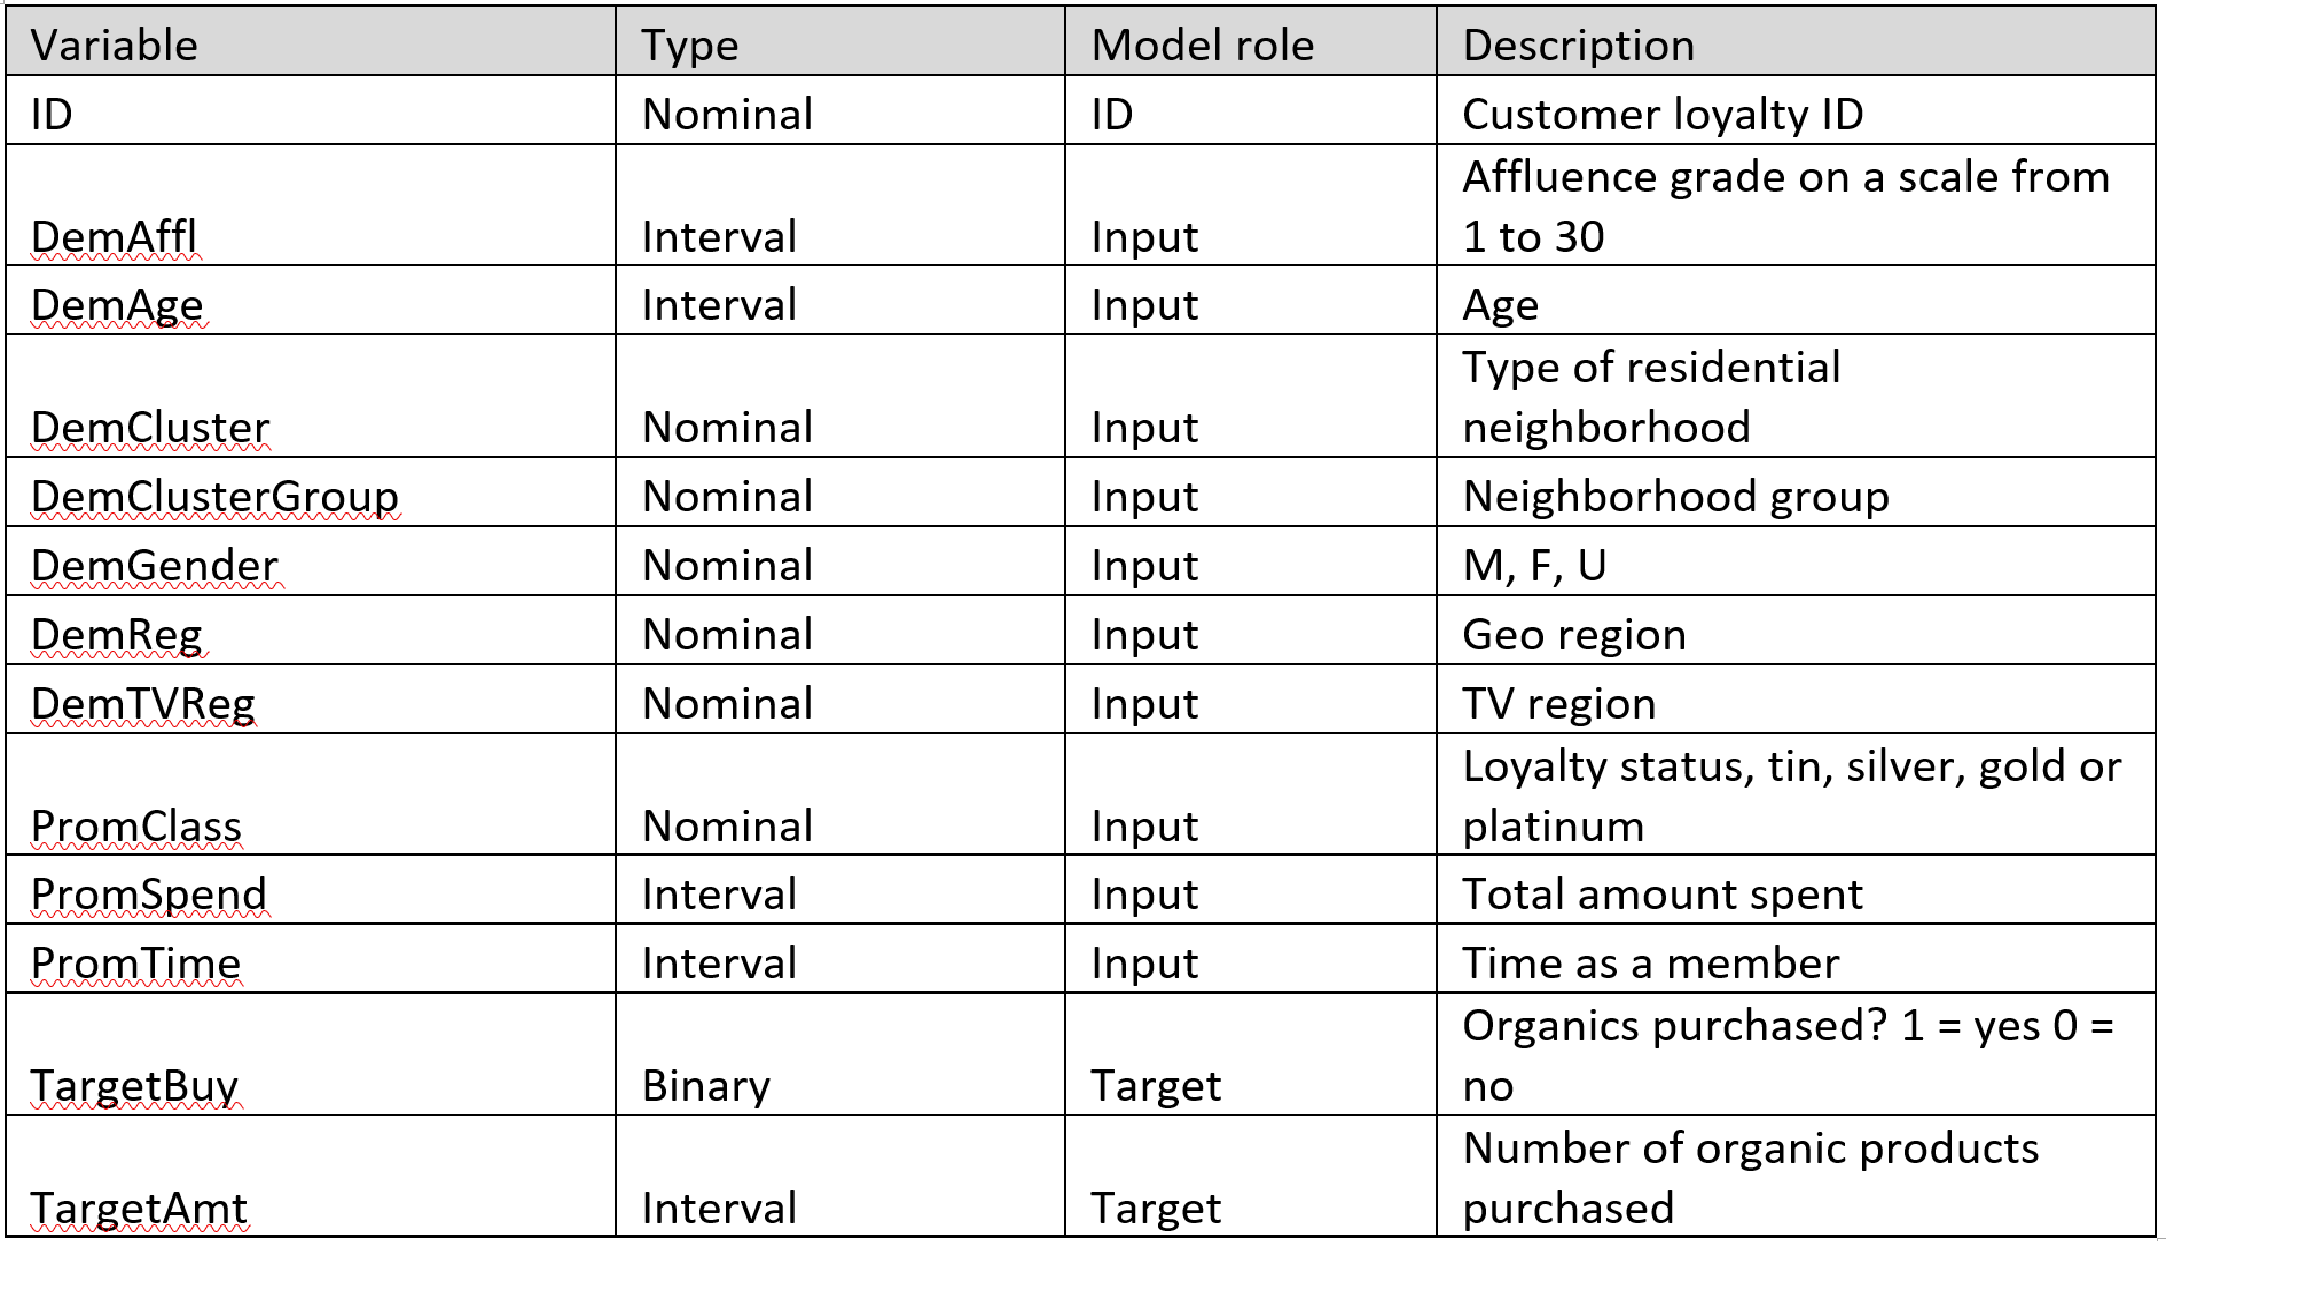 Variable Type Model role Description
ID Nominal ID Customer loyalty ID
Affluence grade on a scale from
DemAffl Interval Input 1 to 30
DemAge Interval Input Age
Type of residential
DemCluster Nominal Input neighborhood
DemClusterGroup Nominal Input Neighborhood group
DemGender Nominal Input M, F, U
DemReg Nominal Input Geo region
DemTVReg Nominal Input TV region
Loyalty status, tin, silver, gold or
PromClass Nominal Input platinum
PromSpend Interval Input Total amount spent
PromTime Interval Input Time as a member
Organics purchased? 1 = yes 0 =
TargetBuy Binary Target no
Number of organic products
TargetAmt Interval Target purchased